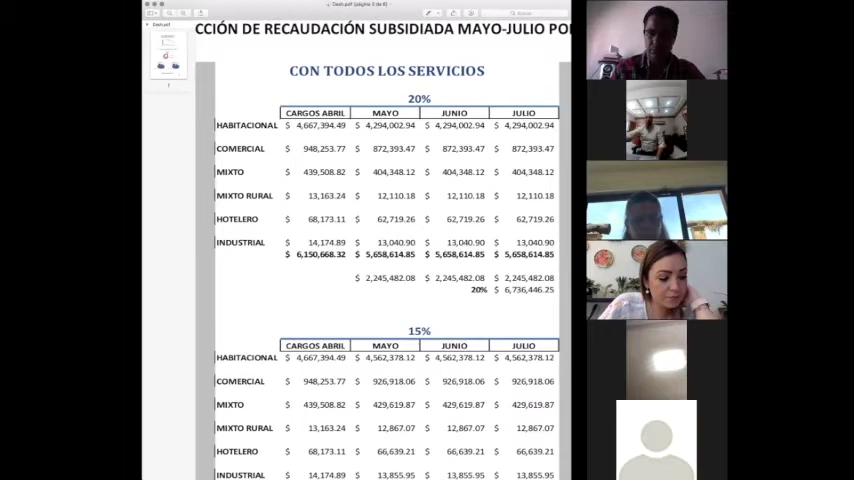 Dash.pdf (página 3 de 6)
Buscar
Dash.pdf
CCIÓN DE RECAUDACIÓN SUBSIDIADA MAYO-JULIO PO
CON TODOS LOS SERVICIOS
20%
CARGOS ABRIL MAYO JUNIO JULIO
HABITACIONAL $ 4,667,394.49 $ 4,294,002.94 $ 4,294,002.94 $ 4,294,002.94
COMERCIAL $ 948,253.77 $ 872,393.47 $ 872,393.47 $ 872,393.47
MIXTO $ 439,508.82 $ 404,348.12 $ 404,348.12 $ 404,348.12
MIXTO RURAL $ 13,163.24 $ 12,110.18 $ 12,110.18 $ 12,110.18
HOTELERO $ 68,173.11 $ 62,719.26 $ 62,719.26 $ 62,719.26
INDUSTRIAL $ 14,174.89 $ 13,040.90 $ 13,040.90 $ 13,040.90
$ 6,150,668.32 $ 5,658,614.85 $ 5,658,614.85 $ 5,658,614.85
$ 2,245,482.08 $ 2,245,482.08 $ 2,245,482.08
20% $ 6,736,446.25
15%
CARGOS ABRIL MAYO JUNIO JULIO
HABITACIONAL $ 4,667,394.49 $ 4,562,378.12 $ 4,562,378.12 $ 4,562,378.12
COMERCIAL $ 948,253.77 $ 926,918.06 $ 926,918.06 $ 926,918.06
MIXTO $ 439,508.82 $ 429,619.87 $ 429,619.87 $ 429,619.87
MIXTO RURAL $ 13,163.24 $ 12,867.07 $ 12,867.07 $ 12,867.07
HOTELERO $ 68,173.11 $ 66,639.21 $ 66,639.21 $ 66,639.21
INDUSTRIAL $ 14,174.89 $ 13,855.95 $ 13,855.95 $ 13,855.95